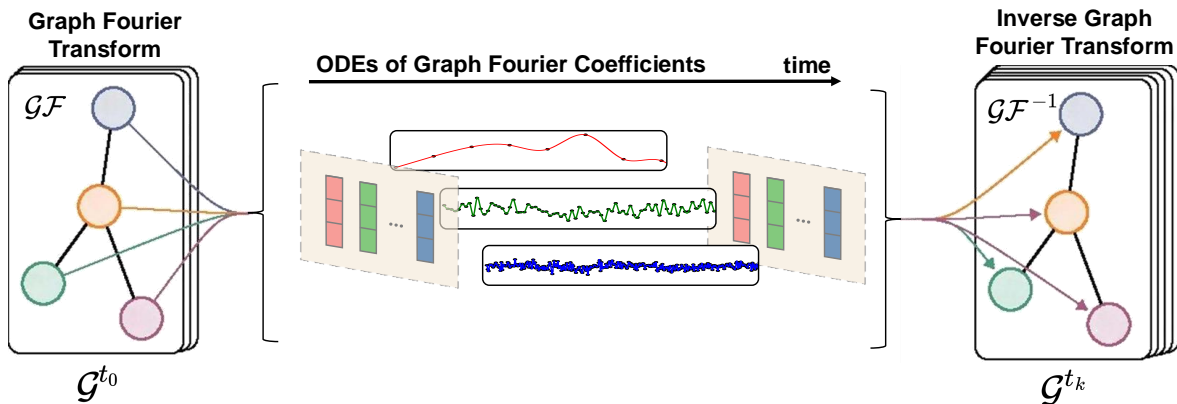 Graph Fourier
Transform
Inverse Graph
Fourier Transform
ODEs of Graph Fourier Coefficients
time
𝒢ℱ
𝒢ℱ⁻¹
...
...
𝒢^{t_0}
𝒢^{t_k}